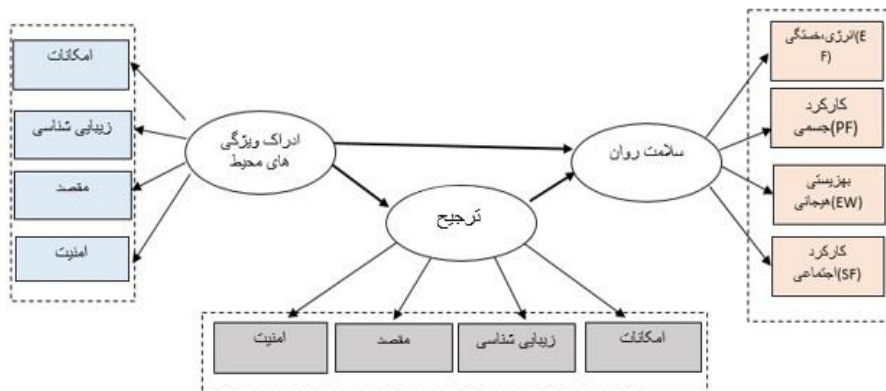 امکانات
زیبایی شناسی
مقصد
امنیت
ادراک ویژگی
های محیط
ترجیح
سلامت روان
انرژی،خستگی(E
F)
کارکرد
جسمی(PF)
بهزیستی
هیجانی(EW)
کارکرد
اجتماعی(SF)
امکانات
زیبایی شناسی
مقصد
امنیت